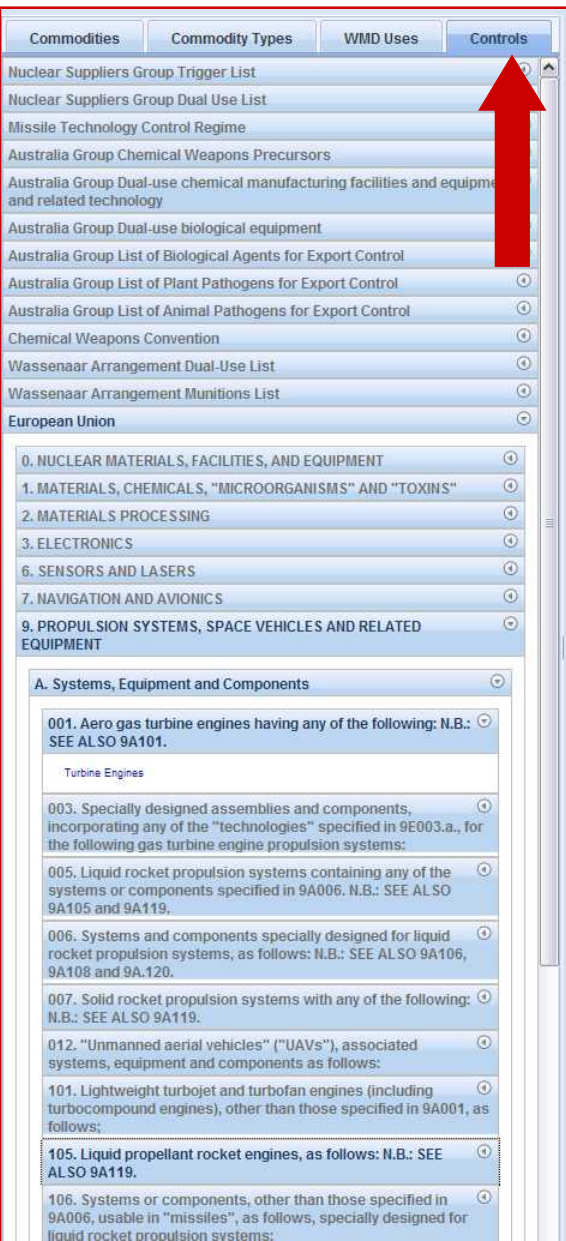 Commodities
Commodity Types
WMD Uses
Controls
Nuclear Suppliers Group Trigger List
Nuclear Suppliers Group Dual Use List
Missile Technology Control Regime
Australia Group Chemical Weapons Precursors
Australia Group Dual-use chemical manufacturing facilities and
and related technology
Australia Group Dual-use biological equipment
Australia Group List of Biological Agents for Export Control
Australia Group List of Plant Pathogens for Export Control
Australia Group List of Animal Pathogens for Export Control
Chemical Weapons Convention
Wassenaar Arrangement Dual-Use List
Wassenaar Arrangement Munitions List
European Union
0. NUCLEAR MATERIALS, FACILITIES, AND EQUIPMENT
1. MATERIALS, CHEMICALS, "MICROORGANISMS" AND "TOXINS"
2. MATERIALS PROCESSING
3. ELECTRONICS
6. SENSORS AND LASERS
7. NAVIGATION AND AVIONICS
9. PROPULSION SYSTEMS, SPACE VEHICLES AND RELATED
EQUIPMENT
A. Systems, Equipment and Components
001. Aero gas turbine engines having any of the following: N.B.:
SEE ALSO 9A101.
Turbine Engines
003. Specially designed assemblies and components,
incorporating any of the "technologies" specified in 9E003.a., for
the following gas turbine engine propulsion systems:
005. Liquid rocket propulsion systems containing any of the
systems or components specified in 9A006. N.B.: SEE ALSO
9A105 and 9A119.
006. Systems and components specially designed for liquid
rocket propulsion systems, as follows: N.B.: SEE ALSO 9A106,
9A108 and 9A.120.
007. Solid rocket propulsion systems with any of the following:
N.B.: SEE ALSO 9A119.
012. "Unmanned aerial vehicles" ("UAVs"), associated
systems, equipment and components as follows:
101. Lightweight turbojet and turbofan engines (including
turbocompound engines), other than those specified in 9A001, as
follows;
105. Liquid propellant rocket engines, as follows: N.B.: SEE
ALSO 9A119.
106. Systems or components, other than those specified in
9A006, usable in "missiles", as follows, specially designed for
liquid rocket propulsion systems: